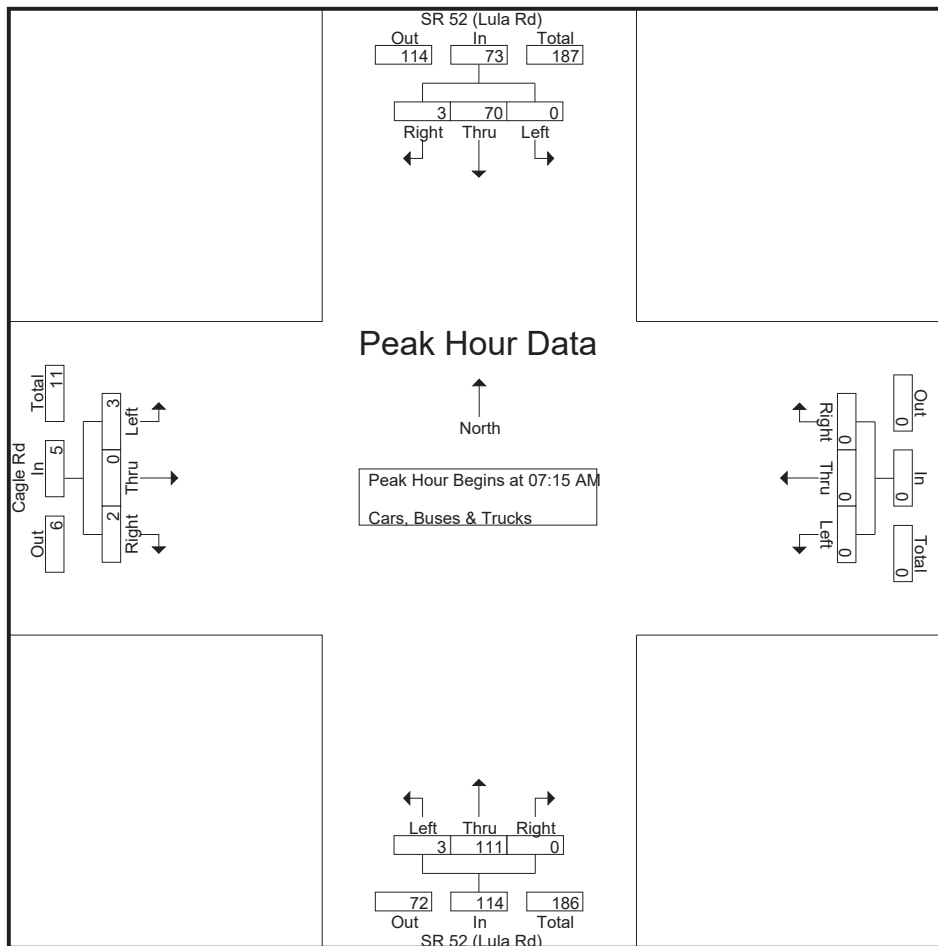 SR 52 (Lula Rd)
Out In Total
114 73 187
3 70 0
Right Thru Left
Peak Hour Data
North
Peak Hour Begins at 07:15 AM
Cars, Buses & Trucks
Cagle Rd
Out In Total
6 5 11
2 0 3
Right Thru Left
Right Thru Left
0 0 0
Out In Total
0 0 0
Left Thru Right
3 111 0
72 114 186
Out In Total
SR 52 (Lula Rd)